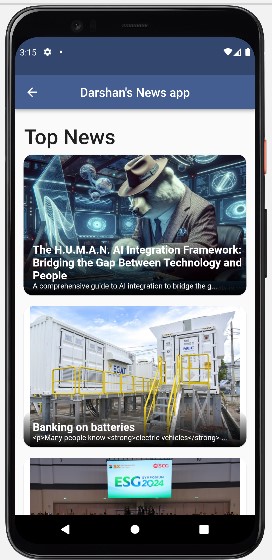 3:15
Darshan's News app
Top News
The H.U.M.A.N. AI Integration Framework:
Bridging the Gap Between Technology and
People
A comprehensive guide to AI integration to bridge the g...
Banking on batteries
<p>Many people know <strong>electric vehicles</strong> ...
ESG
SYMPOSIUM
2024